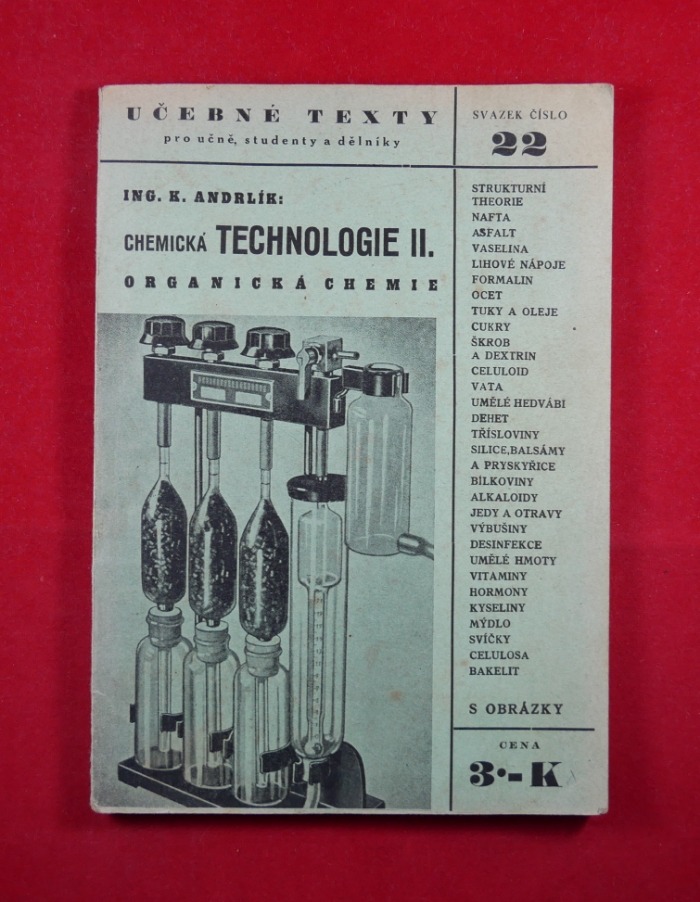 UČEBNÉ TEXTY
pro učně, studenty a dělníky
SVAZEK ČÍSLO
22
ING. K. ANDRLÍK:
CHEMICKÁ TECHNOLOGIE II.
ORGANICKÁ CHEMIE
STRUKTURNÍ
THEORIE
NAFTA
ASFALT
VASELINA
LIHOVÉ NÁPOJE
FORMALIN
OCET
TUKY A OLEJE
CUKRY
ŠKROB
A DEXTRIN
CELULOID
VATA
UMĚLÉ HEDVÁBÍ
DEHET
TŘÍSLOVINY
SILICE, BALSÁMY
A PRYSKYŘICE
BÍLKOVINY
ALKALOIDY
JEDY A OTRAVY
VÝBUŠINY
DESINFEKCE
UMĚLÉ HMOTY
VITAMINY
HORMONY
KYSELINY
MÝDLO
SVÍČKY
CELULOSA
BAKELIT
S OBRÁZKY
CENA
3·–K